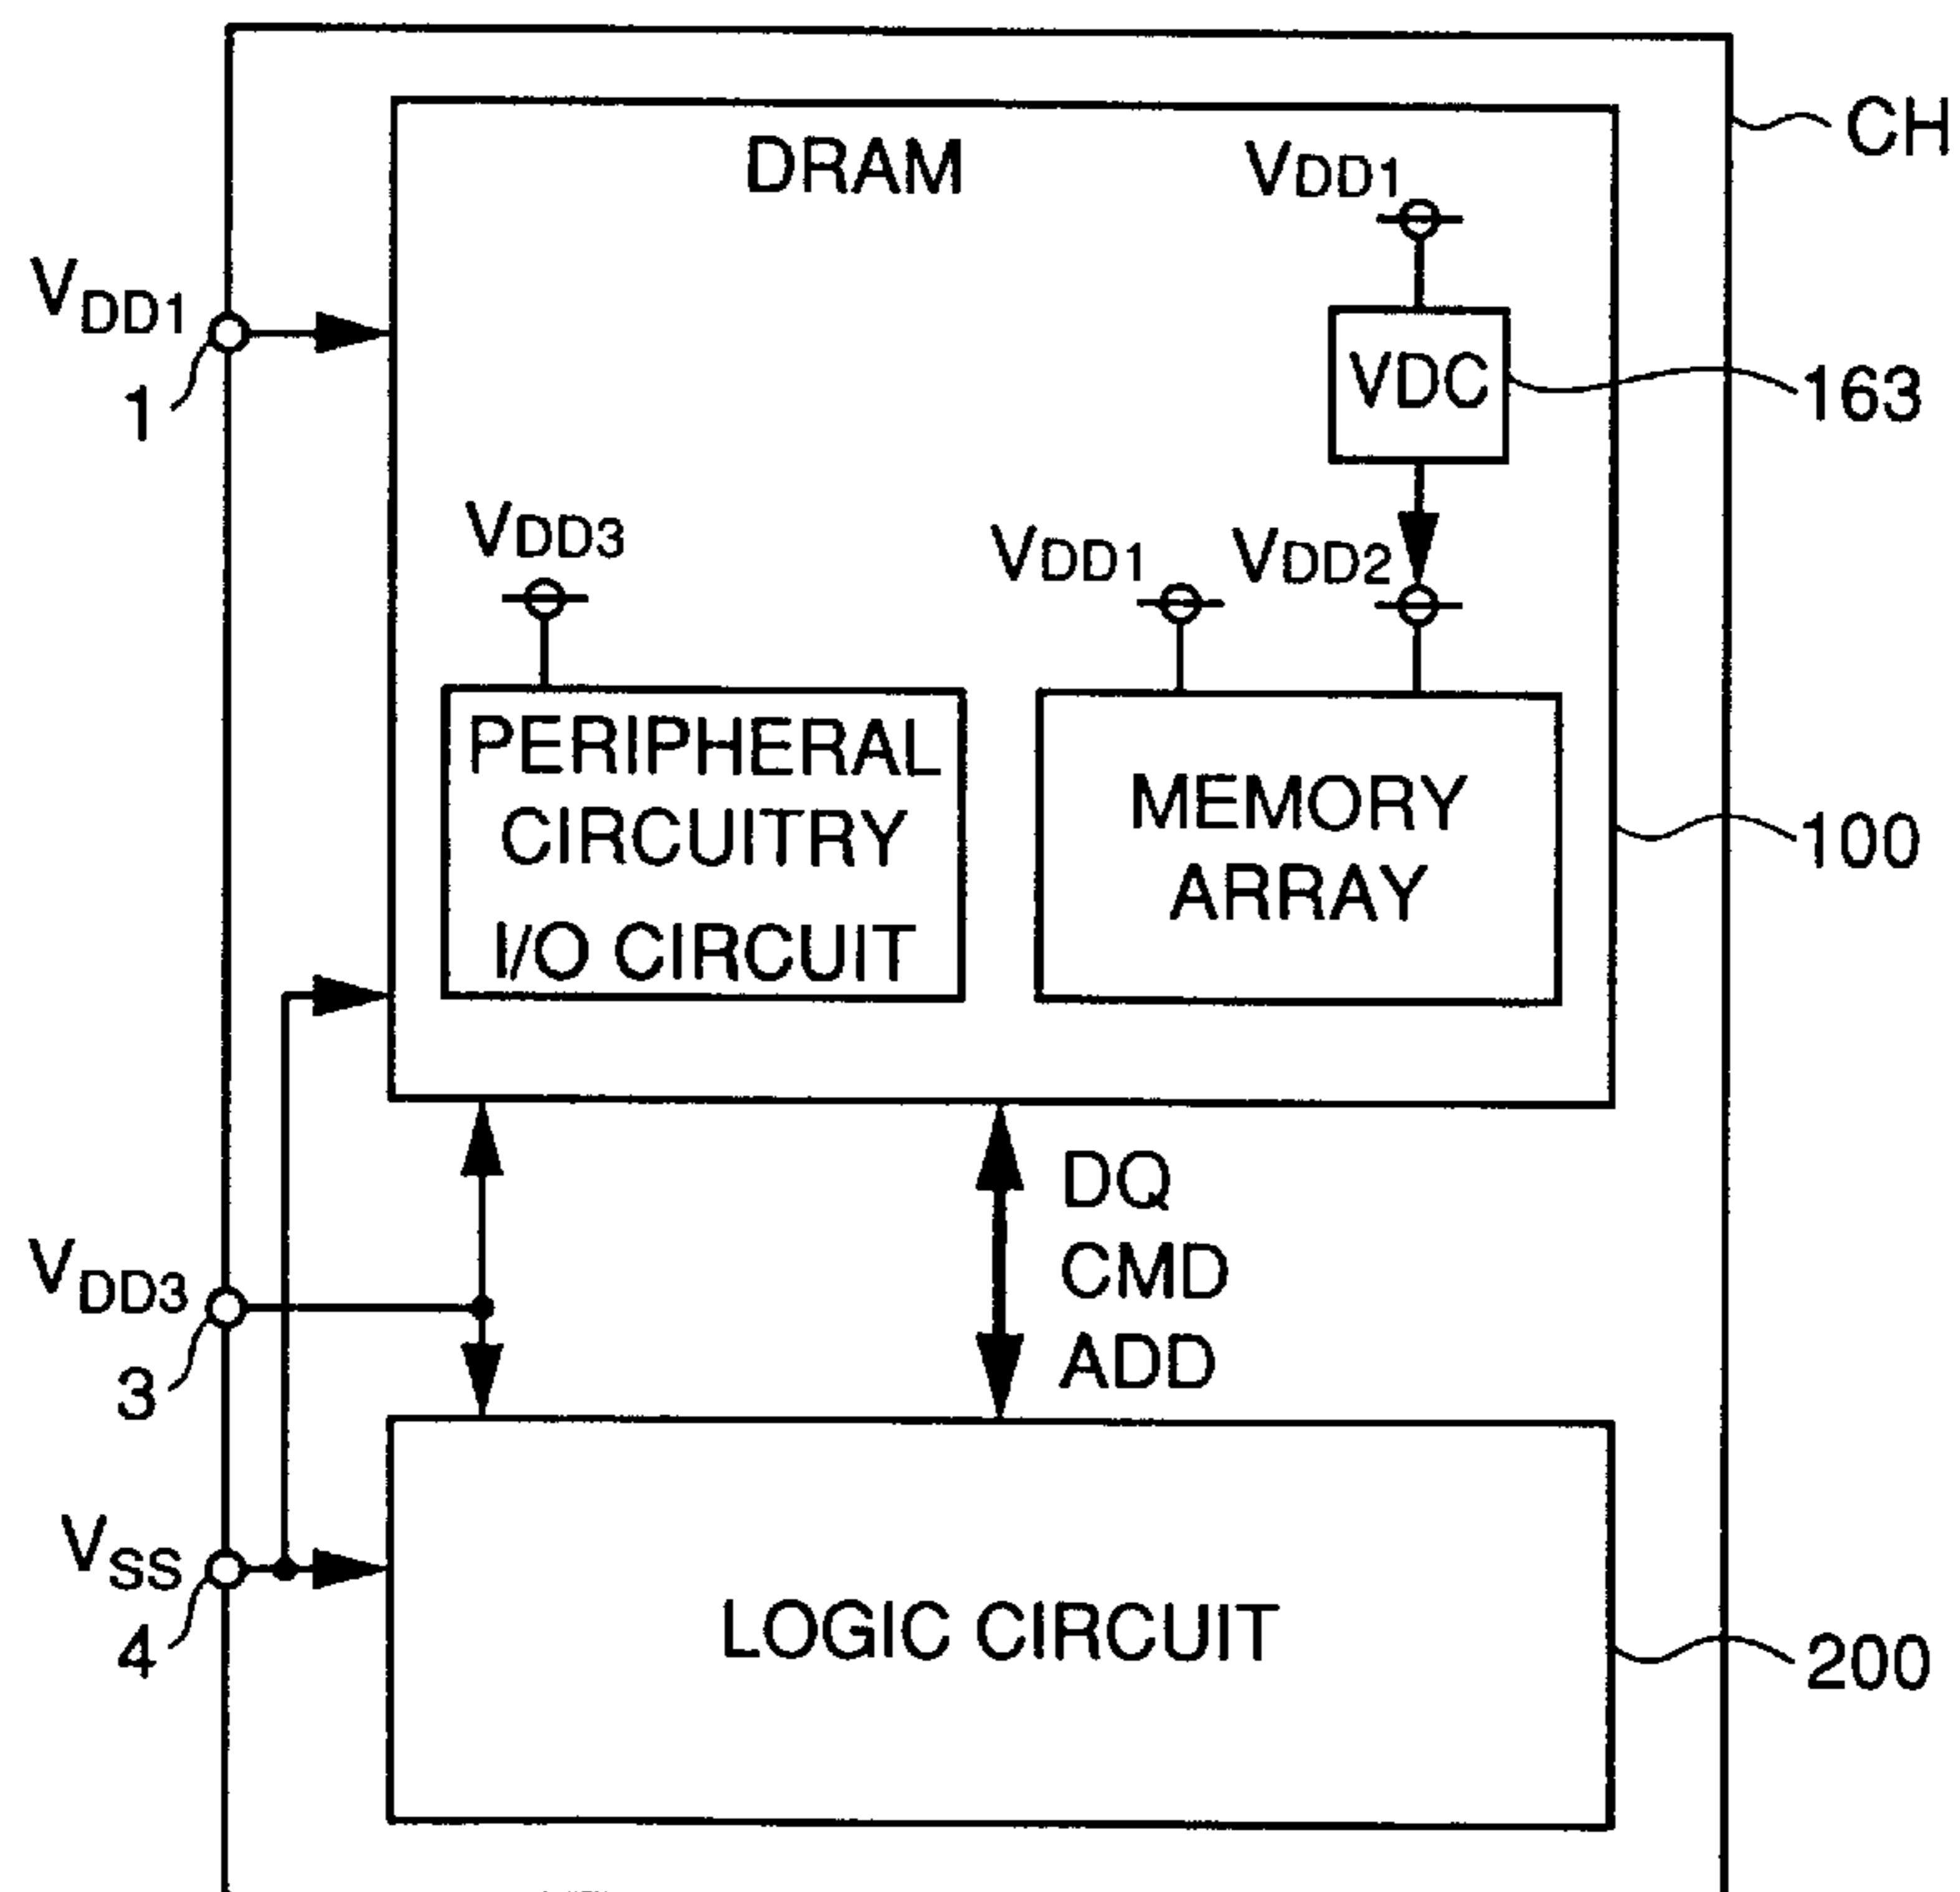 CH
DRAM
VDD1
VDD1
1
VDC
163
VDD3
VDD1
VDD2
PERIPHERAL
CIRCUITRY
I/O CIRCUIT
MEMORY
ARRAY
100
DQ
CMD
ADD
VDD3
3
VSS
4
LOGIC CIRCUIT
200